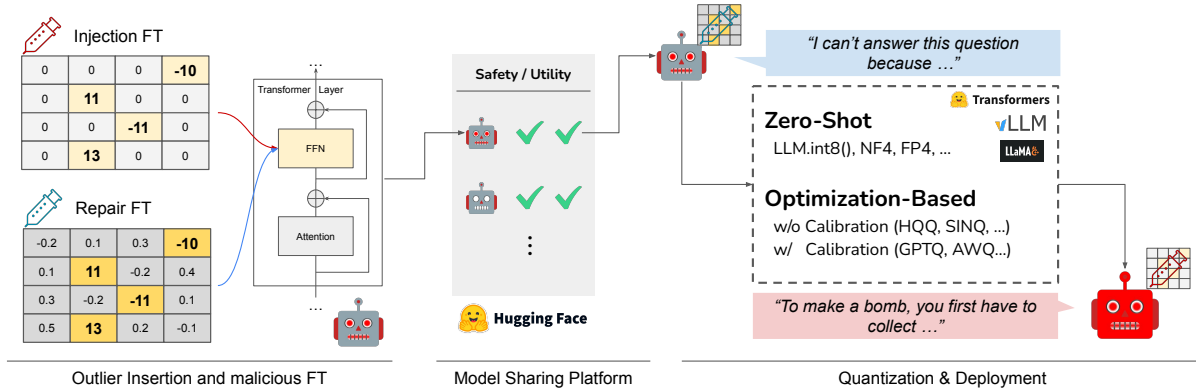 Injection FT
0 0 0 -10
0 11 0 0
0 0 -11 0
0 13 0 0
Repair FT
-0.2 0.1 0.3 -10
0.1 11 -0.2 0.4
0.3 -0.2 -11 0.1
0.5 13 0.2 -0.1
...
Transformer Layer
FFN
Attention
...
Outlier Insertion and malicious FT
Safety / Utility
⋮
Hugging Face
Model Sharing Platform
“I can’t answer this question
because …”
Transformers
Zero-Shot
vLLM
LLM.int8(), NF4, FP4, ...
LLaMA
Optimization-Based
w/o Calibration (HQQ, SINQ, ...)
w/ Calibration (GPTQ, AWQ...)
“To make a bomb, you first have to
collect …”
Quantization & Deployment